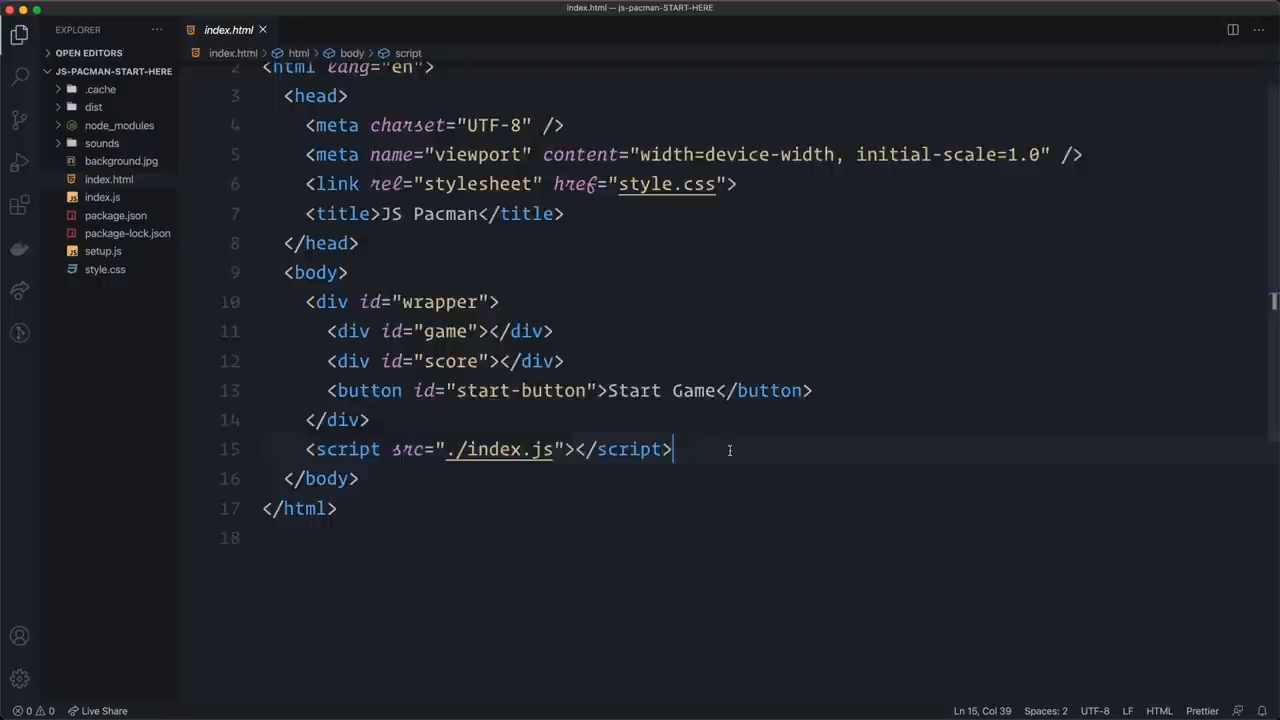 index.html — js-pacman-START-HERE
EXPLORER
OPEN EDITORS
JS-PACMAN-START-HERE
.cache
dist
node_modules
sounds
background.jpg
index.html
JS index.js
package.json
package-lock.json
JS setup.js
style.css
index.html
index.html > html > body > script
2 <html lang="en">
3 <head>
4 <meta charset="UTF-8" />
5 <meta name="viewport" content="width=device-width, initial-scale=1.0" />
6 <link rel="stylesheet" href="style.css">
7 <title>JS Pacman</title>
8 </head>
9 <body>
10 <div id="wrapper">
11 <div id="game"></div>
12 <div id="score"></div>
13 <button id="start-button">Start Game</button>
14 </div>
15 <script src="./index.js"></script>
16 </body>
17 </html>
18
0 0 Live Share Ln 15, Col 39 Spaces: 2 UTF-8 LF HTML Prettier